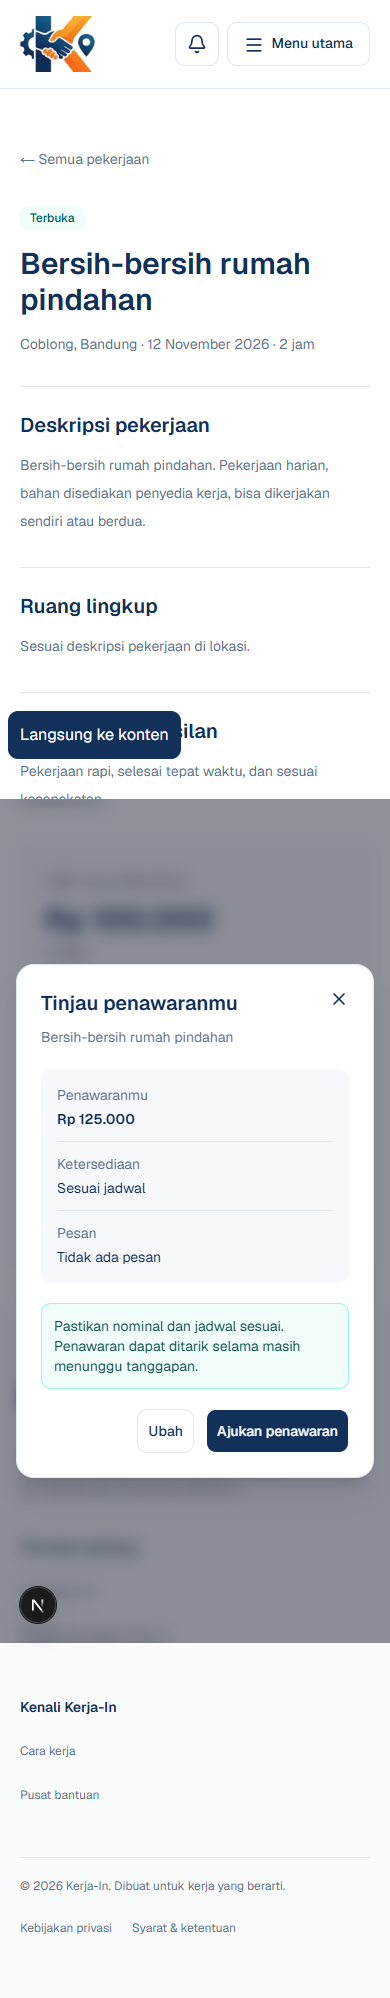 Menu utama
← Semua pekerjaan
Terbuka
Bersih-bersih rumah
pindahan
Coblong, Bandung · 12 November 2026 · 2 jam
Deskripsi pekerjaan
Bersih-bersih rumah pindahan. Pekerjaan harian,
bahan disediakan penyedia kerja, bisa dikerjakan
sendiri atau berdua.
Ruang lingkup
Sesuai deskripsi pekerjaan di lokasi.
Langsung ke konten
silan
Pekerjaan rapi, selesai tepat waktu, dan sesuai
Tinjau penawaranmu
Bersih-bersih rumah pindahan
Penawaranmu
Rp 125.000
Ketersediaan
Sesuai jadwal
Pesan
Tidak ada pesan
Pastikan nominal dan jadwal sesuai.
Penawaran dapat ditarik selama masih
menunggu tanggapan.
Ubah
Ajukan penawaran
N
Kenali Kerja-In
Cara kerja
Pusat bantuan
© 2026 Kerja-In. Dibuat untuk kerja yang berarti.
Kebijakan privasi
Syarat & ketentuan